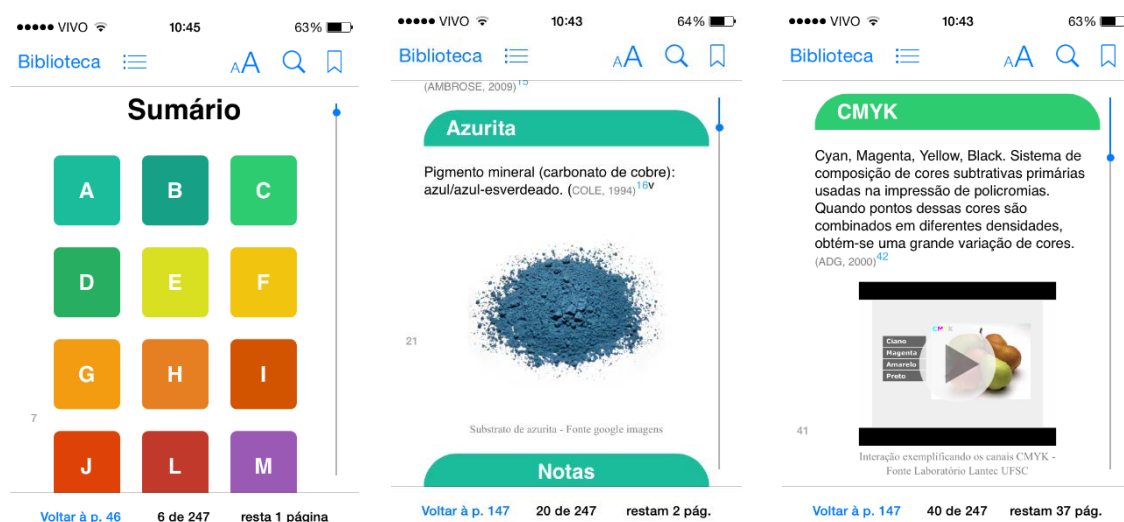 VIVO 10:45 63%
Biblioteca AA
Sumário
A B C
D E F
G H I
7
J L M
Voltar à p. 46 6 de 247 resta 1 página
VIVO 10:43 64%
Biblioteca AA
(AMBROSE, 2009)15
Azurita
Pigmento mineral (carbonato de cobre):
azul/azul-esverdeado. (COLE, 1994)16v
21
Substrato de azurita - Fonte google imagens
Notas
Voltar à p. 147 20 de 247 restam 2 pág.
VIVO 10:43 63%
Biblioteca AA
CMYK
Cyan, Magenta, Yellow, Black. Sistema de
composição de cores subtrativas primárias
usadas na impressão de policromias.
Quando pontos dessas cores são
combinados em diferentes densidades,
obtém-se uma grande variação de cores.
(ADG, 2000)42
CMYK
Ciano
Magenta
Amarelo
Preto
41
Interação exemplificando os canais CMYK -
Fonte Laboratório Lantec UFSC
Voltar à p. 147 40 de 247 restam 37 pág.